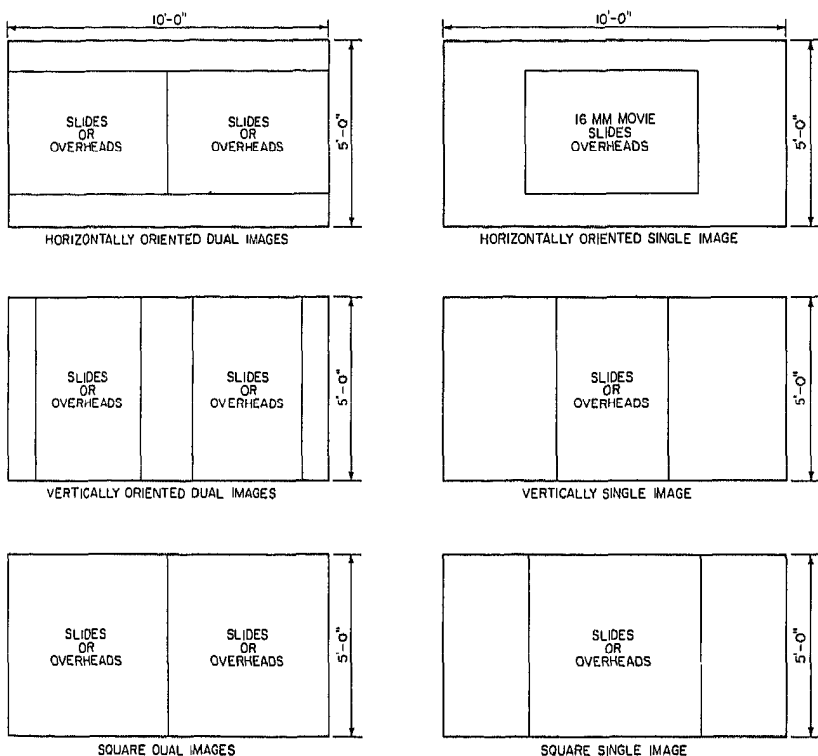 10'-0"
SLIDES
OR
OVERHEADS
SLIDES
OR
OVERHEADS
5'-0"
HORIZONTALLY ORIENTED DUAL IMAGES
10'-0"
16 MM MOVIE
SLIDES
OVERHEADS
5'-0"
HORIZONTALLY ORIENTED SINGLE IMAGE
SLIDES
OR
OVERHEADS
SLIDES
OR
OVERHEADS
5'-0"
VERTICALLY ORIENTED DUAL IMAGES
SLIDES
OR
OVERHEADS
5'-0"
VERTICALLY SINGLE IMAGE
SLIDES
OR
OVERHEADS
SLIDES
OR
OVERHEADS
5'-0"
SQUARE DUAL IMAGES
SLIDES
OR
OVERHEADS
5'-0"
SQUARE SINGLE IMAGE